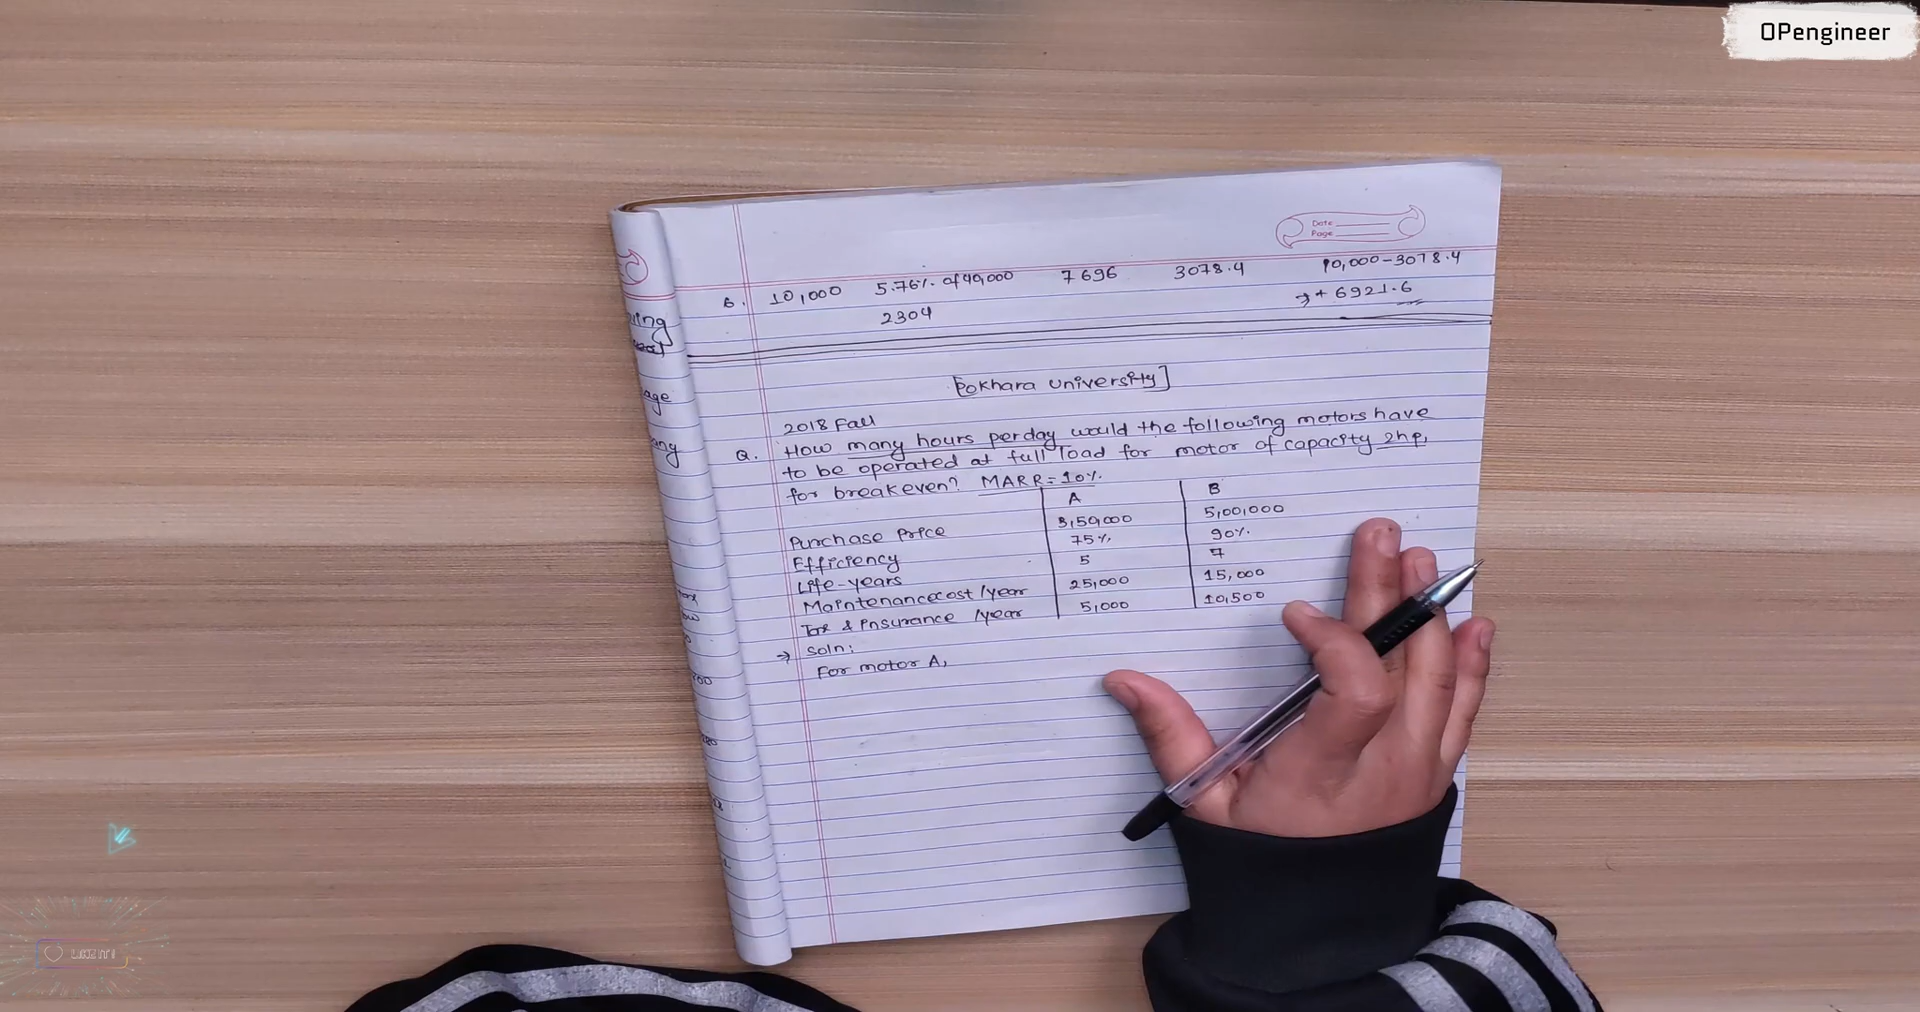 OPengineer
Date
Page
B. 10,000 5.76% of 40,000 7696 3078.4 10,000-3078.4
2304 → + 6921.6
[Pokhara University]
2018 Fall
Q. How many hours per day would the following motors have
to be operated at full load for motor of capacity 2hp,
for breakeven? MARR = 10%.
A B
Purchase Price 3,50,000 5,00,000
Efficiency 75% 90%
Life-years 5 7
Maintenancecost /year 25,000 15,000
Tax & Insurance /year 5,000 10,500
→ Soln:
For motor A,
LIKE IT!